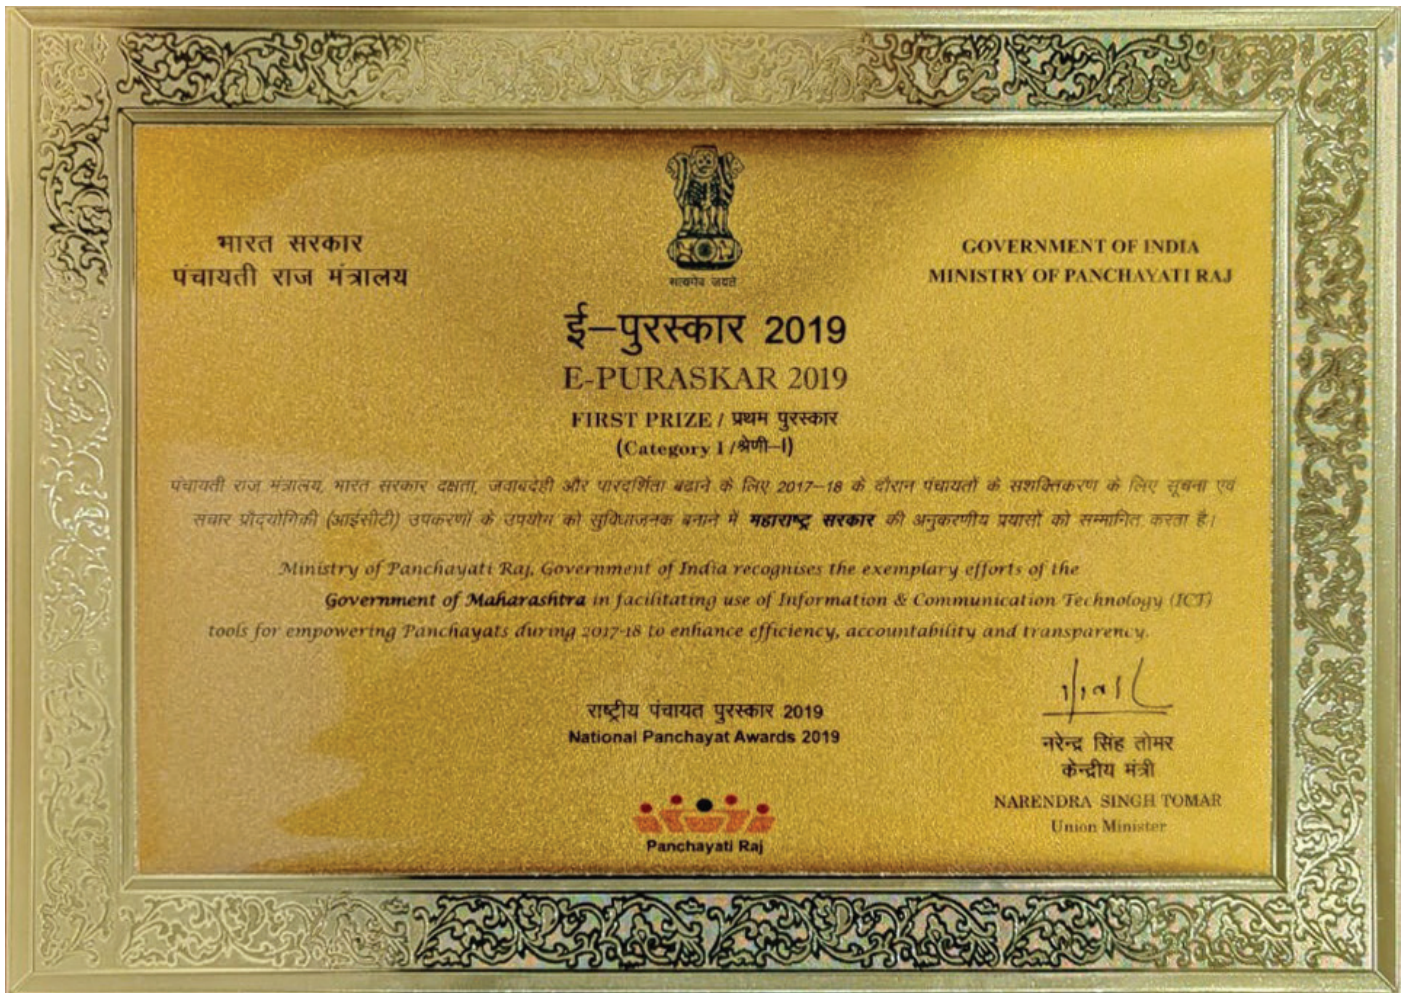 सत्यमेव जयते
भारत सरकार
पंचायती राज मंत्रालय
GOVERNMENT OF INDIA
MINISTRY OF PANCHAYATI RAJ
ई–पुरस्कार 2019
E-PURASKAR 2019
FIRST PRIZE / प्रथम पुरस्कार
(Category I /श्रेणी–I)
पंचायती राज मंत्रालय, भारत सरकार दक्षता, जवाबदेही और पारदर्शिता बढाने के लिए 2017–18 के दौरान पंचायतों के सशक्तिकरण के लिए सूचना एवं
संचार प्रौद्योगिकी (आईसीटी) उपकरणों के उपयोग को सुविधाजनक बनाने में महाराष्ट्र सरकार की अनुकरणीय प्रयासों को सम्मानित करता है।
Ministry of Panchayati Raj, Government of India recognises the exemplary efforts of the
Government of Maharashtra in facilitating use of Information & Communication Technology (ICT)
tools for empowering Panchayats during 2017-18 to enhance efficiency, accountability and transparency.
राष्ट्रीय पंचायत पुरस्कार 2019
National Panchayat Awards 2019
Panchayati Raj
नरेन्द्र सिंह तोमर
केन्द्रीय मंत्री
NARENDRA SINGH TOMAR
Union Minister